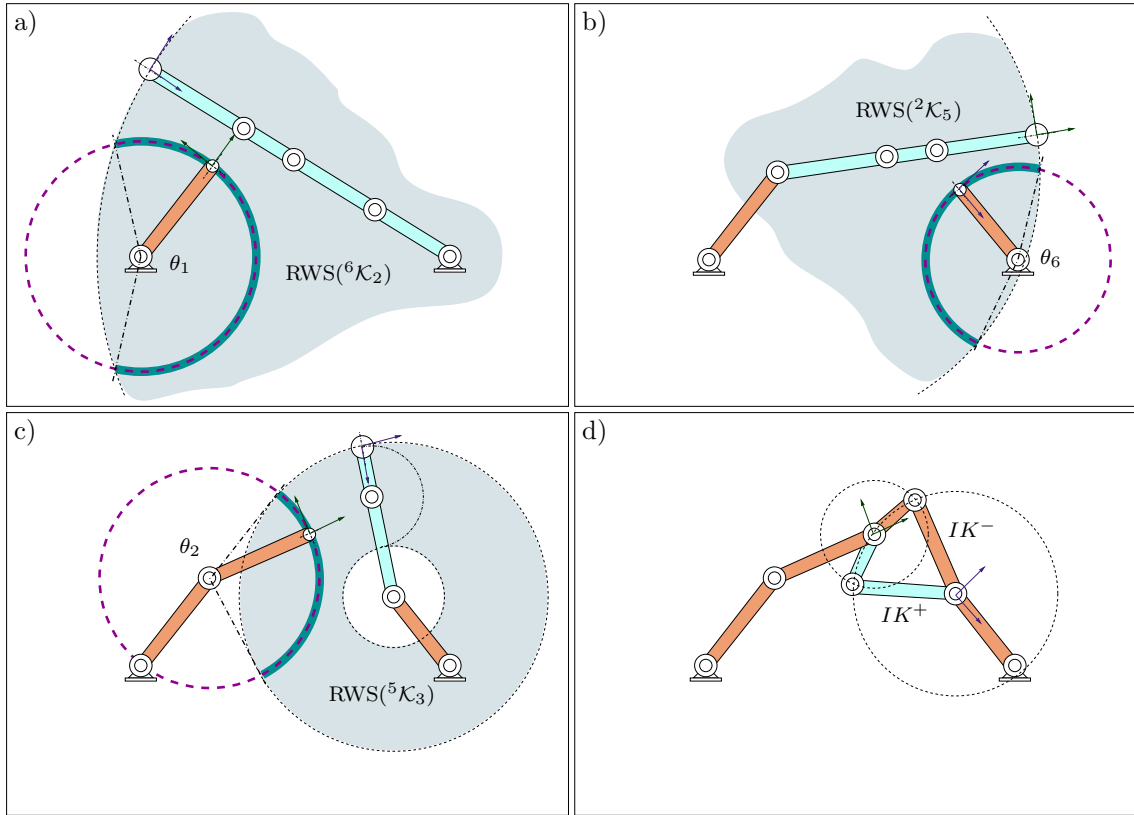 a)
θ₁
RWS(⁶𝒦₂)
b)
RWS(²𝒦₅)
θ₆
c)
θ₂
RWS(⁵𝒦₃)
d)
IK⁻
IK⁺